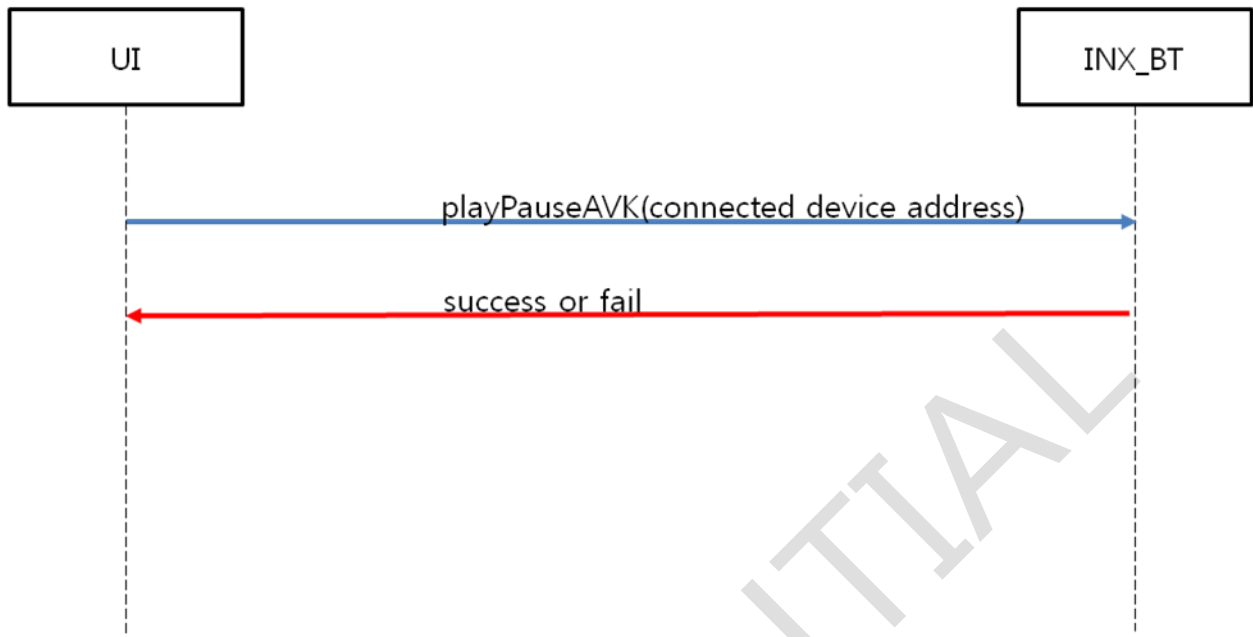 UI
INX_BT
playPauseAVK(connected device address)
success or fail